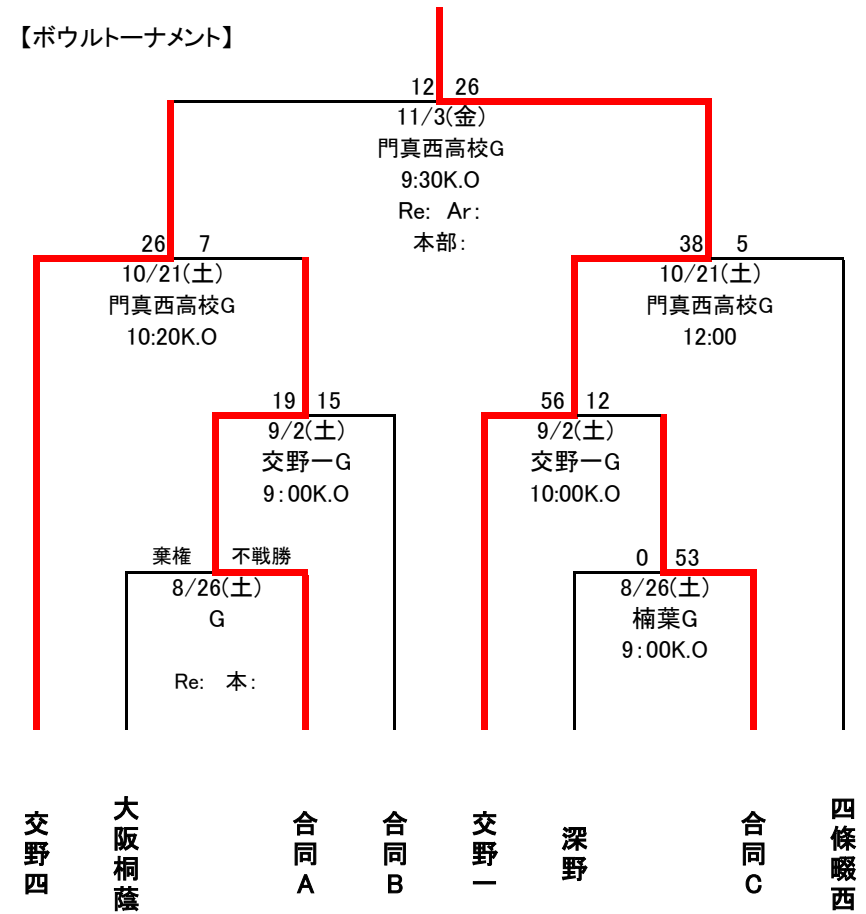 【ボウルトーナメント】
12 26
11/3(金)
門真西高校G
9:30K.O
Re: Ar:
本部:
26 7
10/21(土)
門真西高校G
10:20K.O
38 5
10/21(土)
門真西高校G
12:00
19 15
9/2(土)
交野一G
9:00K.O
56 12
9/2(土)
交野一G
10:00K.O
棄権 不戦勝
8/26(土)
G
Re: 本:
0 53
8/26(土)
楠葉G
9:00K.O
交野四
大阪桐蔭
合同A
合同B
交野一
深野
合同C
四條畷西